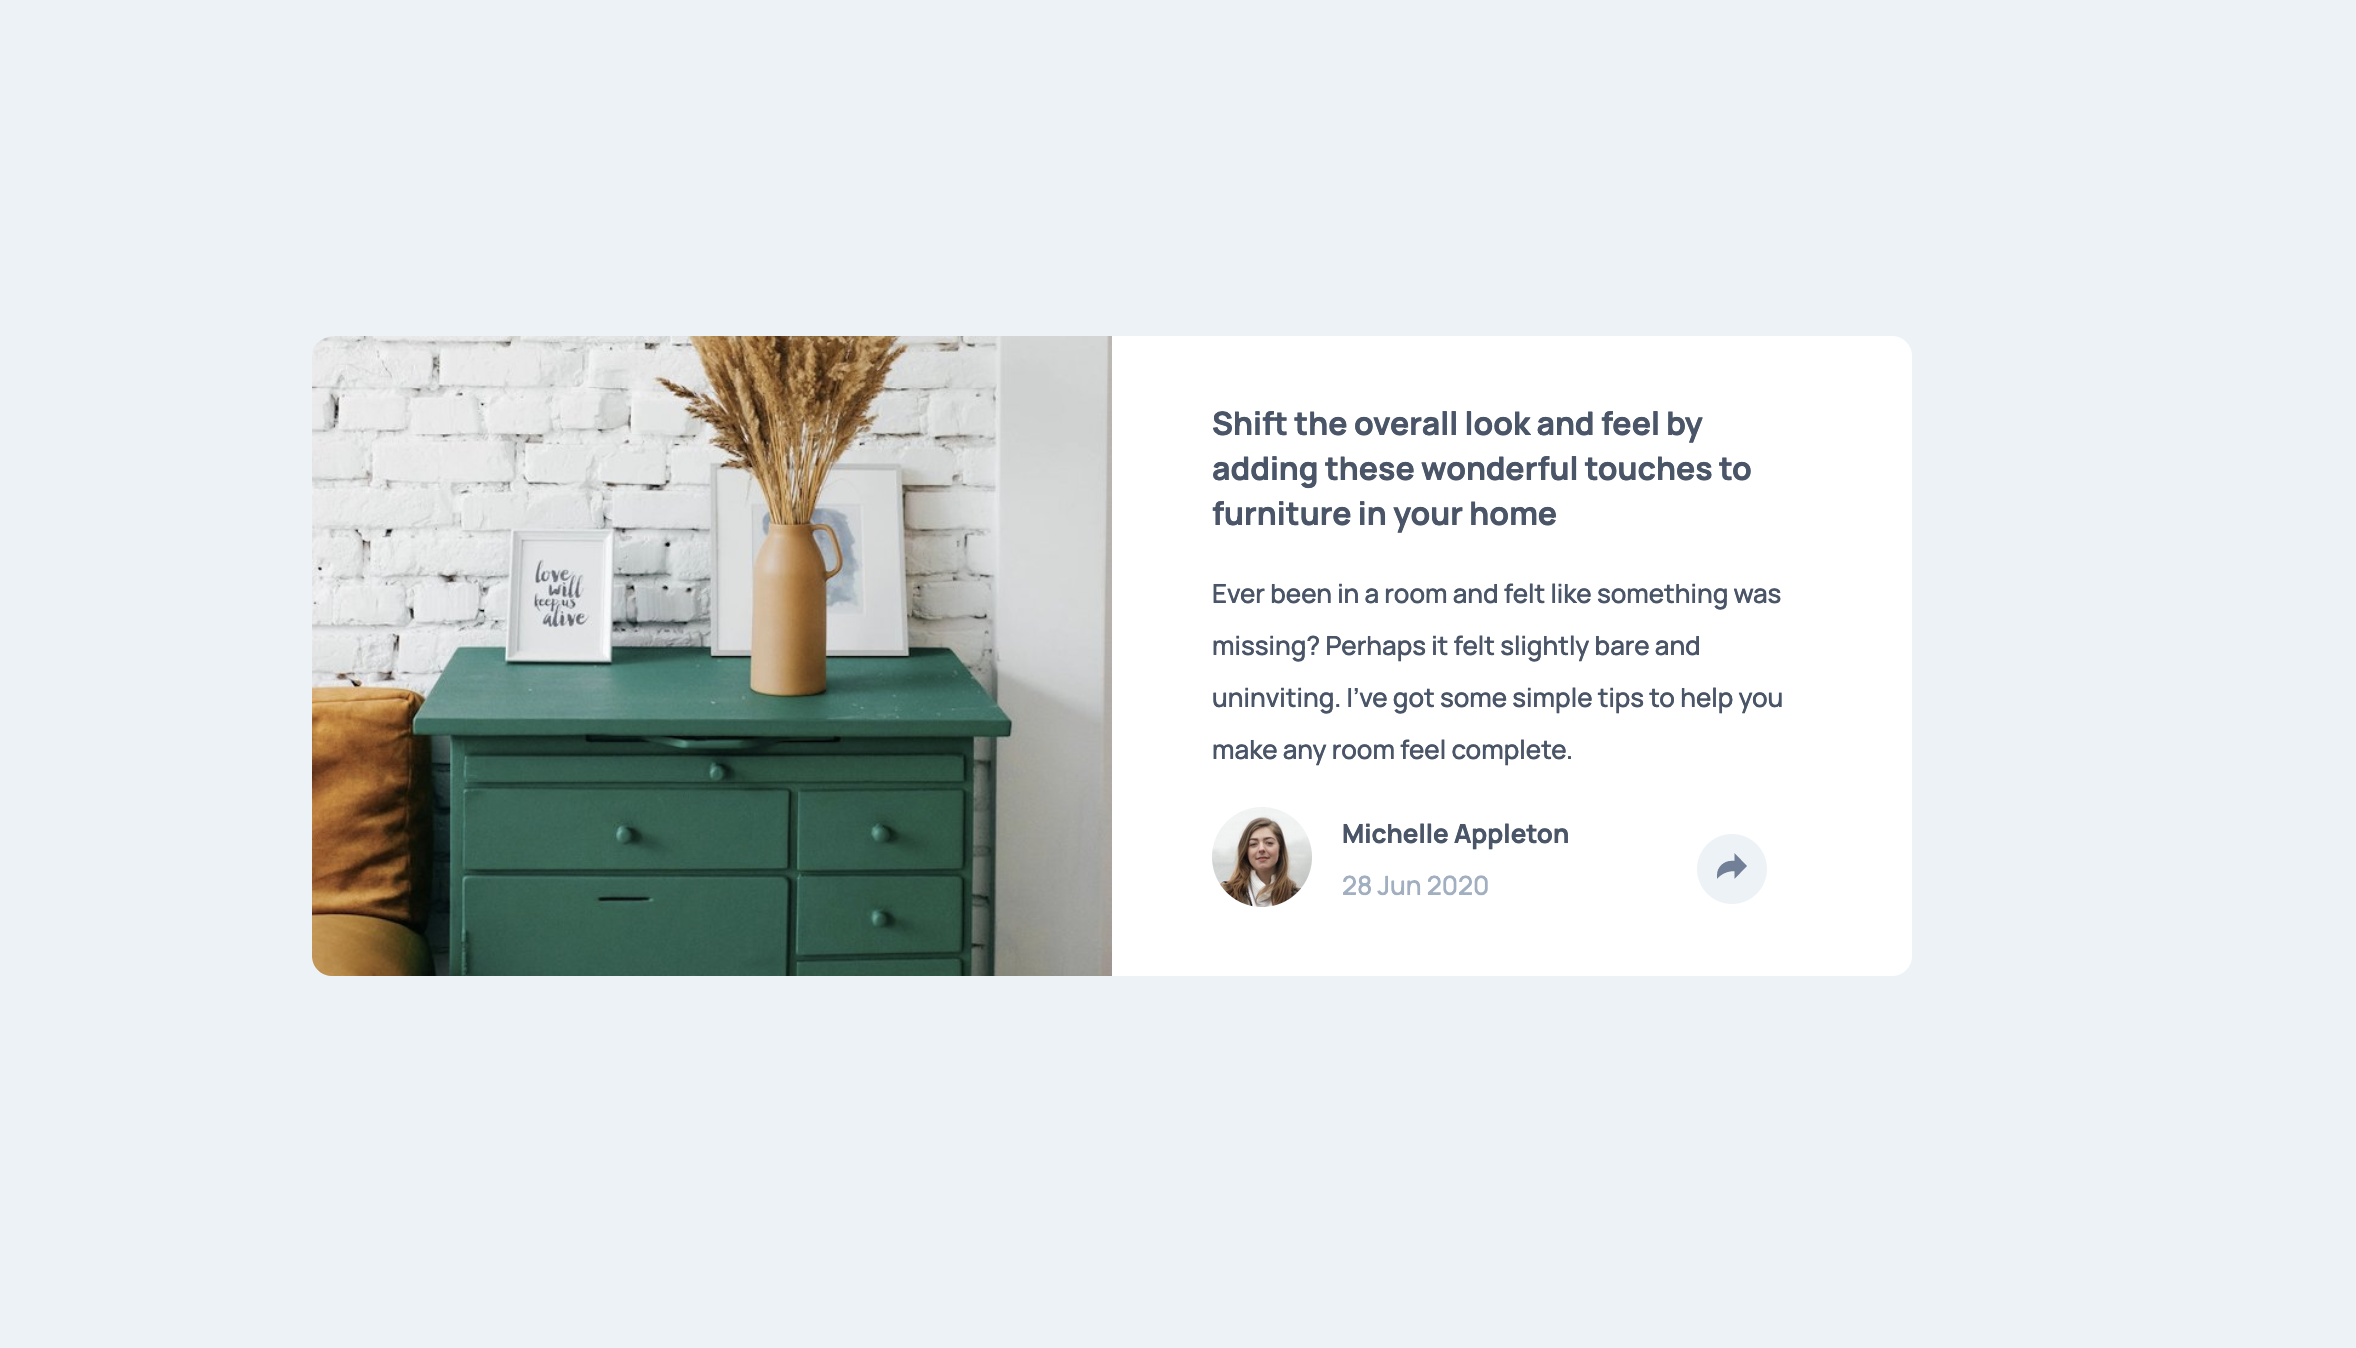 love
will
keep us
alive
Shift the overall look and feel by
adding these wonderful touches to
furniture in your home
Ever been in a room and felt like something was
missing? Perhaps it felt slightly bare and
uninviting. I’ve got some simple tips to help you
make any room feel complete.
Michelle Appleton
28 Jun 2020